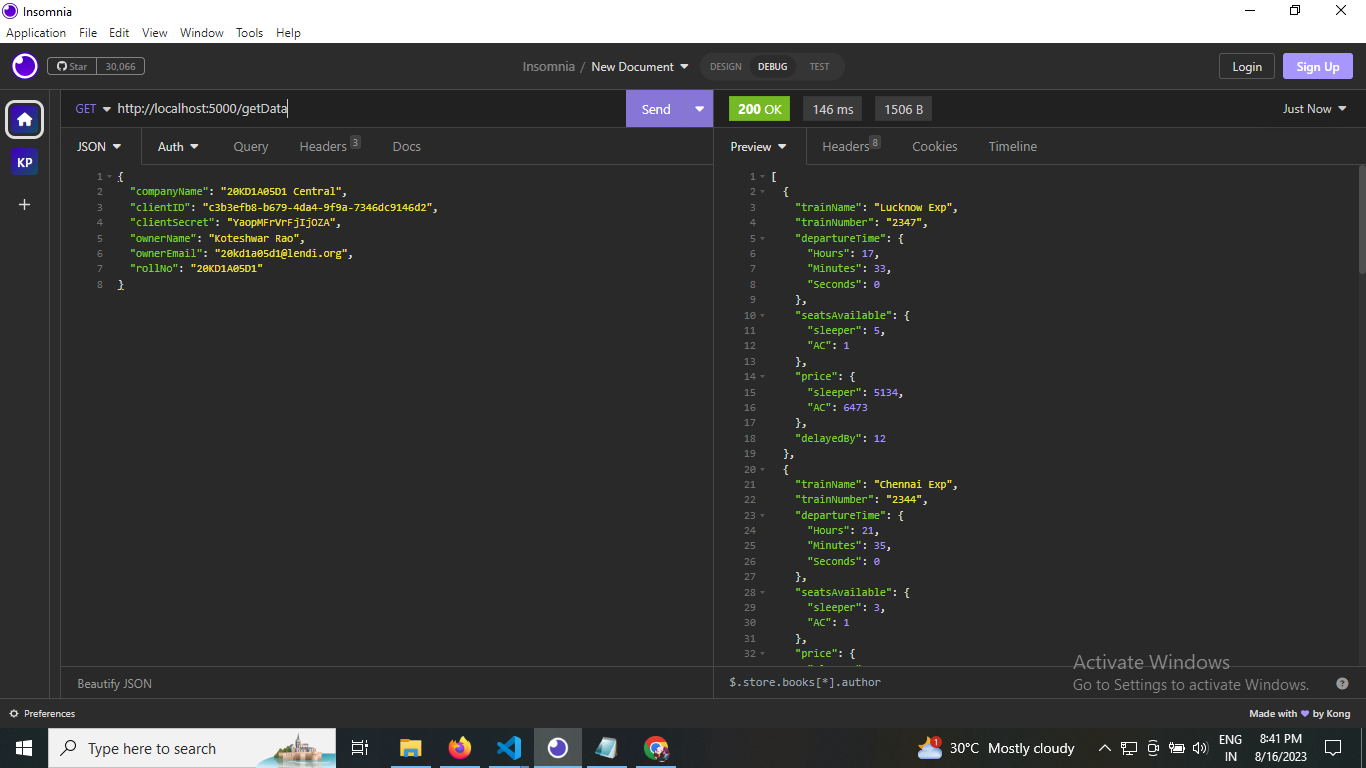 Insomnia
Application File Edit View Window Tools Help
Star 30,066
Insomnia / New Document
DESIGN DEBUG TEST
Login
Sign Up
KP
GET http://localhost:5000/getData
Send
200 OK
146 ms
1506 B
Just Now
JSON Auth Query Headers 3 Docs
Preview Headers 8 Cookies Timeline
1 {
2 "companyName": "20KD1A05D1 Central",
3 "clientID": "c3b3efb8-b679-4da4-9f9a-7346dc9146d2",
4 "clientSecret": "YaopMFrVrFjIjOZA",
5 "ownerName": "Koteshwar Rao",
6 "ownerEmail": "20kd1a05d1@lendi.org",
7 "rollNo": "20KD1A05D1"
8 }
1 [
2 {
3 "trainName": "Lucknow Exp",
4 "trainNumber": "2347",
5 "departureTime": {
6 "Hours": 17,
7 "Minutes": 33,
8 "Seconds": 0
9 },
10 "seatsAvailable": {
11 "sleeper": 5,
12 "AC": 1
13 },
14 "price": {
15 "sleeper": 5134,
16 "AC": 6473
17 },
18 "delayedBy": 12
19 },
20 {
21 "trainName": "Chennai Exp",
22 "trainNumber": "2344",
23 "departureTime": {
24 "Hours": 21,
25 "Minutes": 35,
26 "Seconds": 0
27 },
28 "seatsAvailable": {
29 "sleeper": 3,
30 "AC": 1
31 },
32 "price": {
Activate Windows
Go to Settings to activate Windows.
Beautify JSON
$.store.books[*].author
Preferences
Made with ♥ by Kong
Type here to search
1
30°C Mostly cloudy
ENG
IN
8:41 PM
8/16/2023